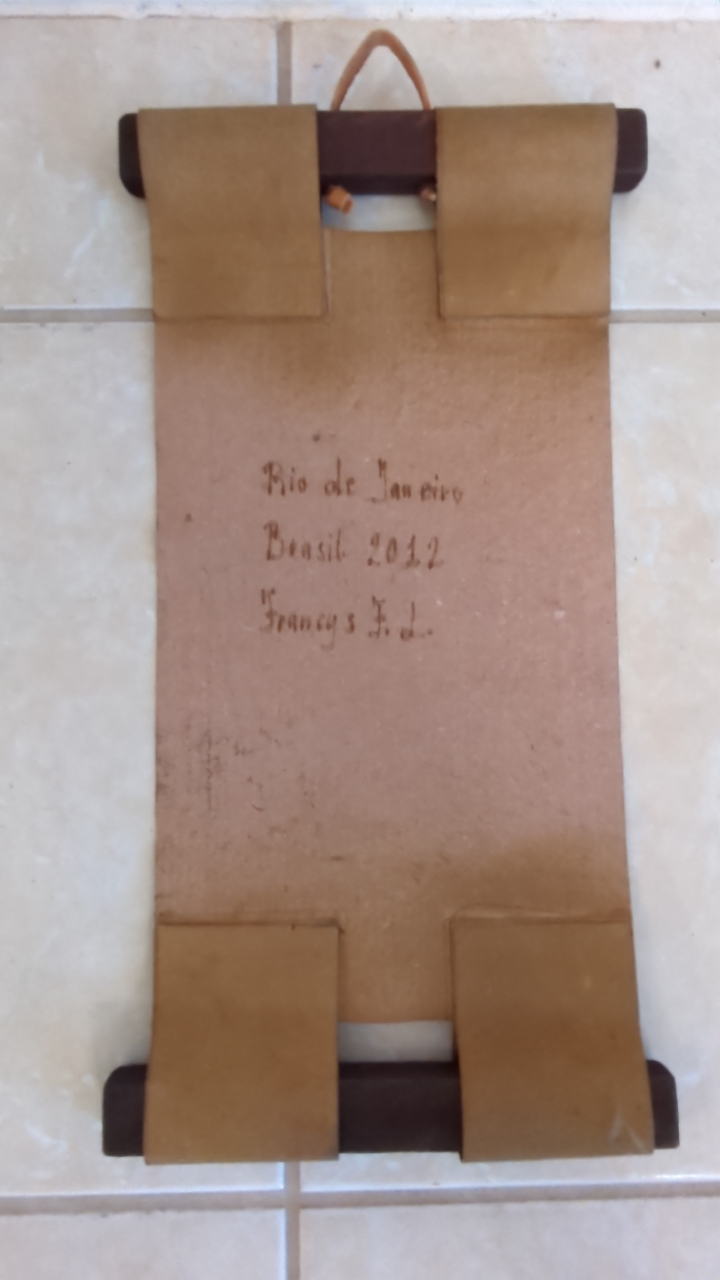 Rio de Janeiro
Brasil 2012
Francys F. L.